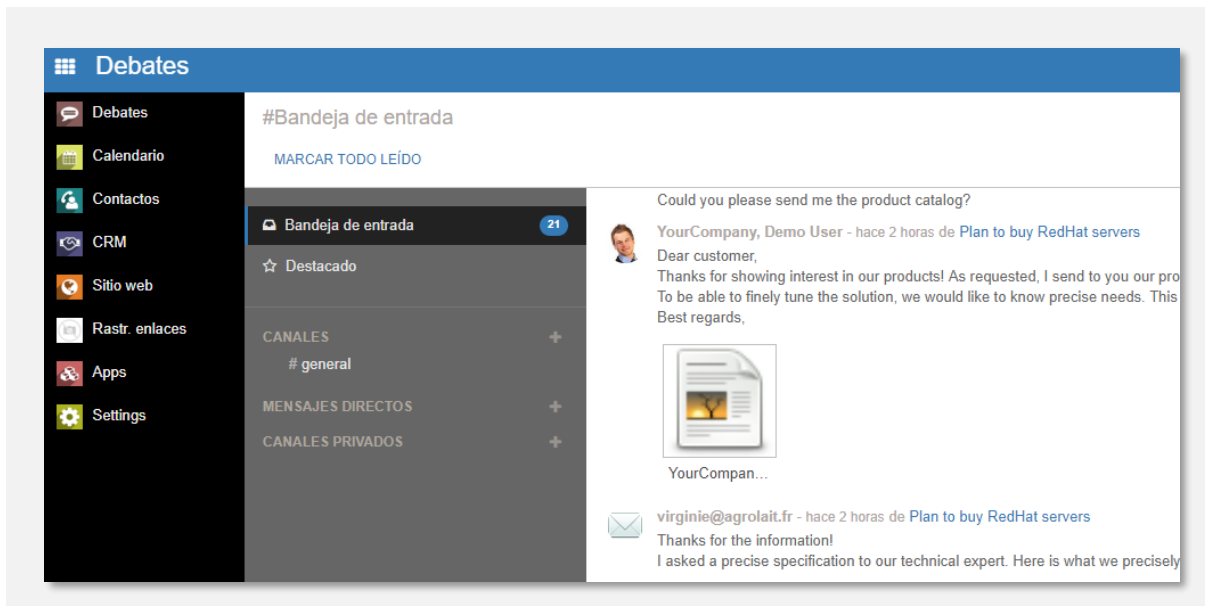 Debates
Debates
Calendario
Contactos
CRM
Sitio web
Rastr. enlaces
Apps
Settings
#Bandeja de entrada
MARCAR TODO LEÍDO
Bandeja de entrada 21
Destacado
CANALES +
# general
MENSAJES DIRECTOS +
CANALES PRIVADOS +
Could you please send me the product catalog?
YourCompany, Demo User - hace 2 horas de Plan to buy RedHat servers
Dear customer,
Thanks for showing interest in our products! As requested, I send to you our pro
To be able to finely tune the solution, we would like to know precise needs. This
Best regards,
YourCompan...
virginie@agrolait.fr - hace 2 horas de Plan to buy RedHat servers
Thanks for the information!
I asked a precise specification to our technical expert. Here is what we precisely